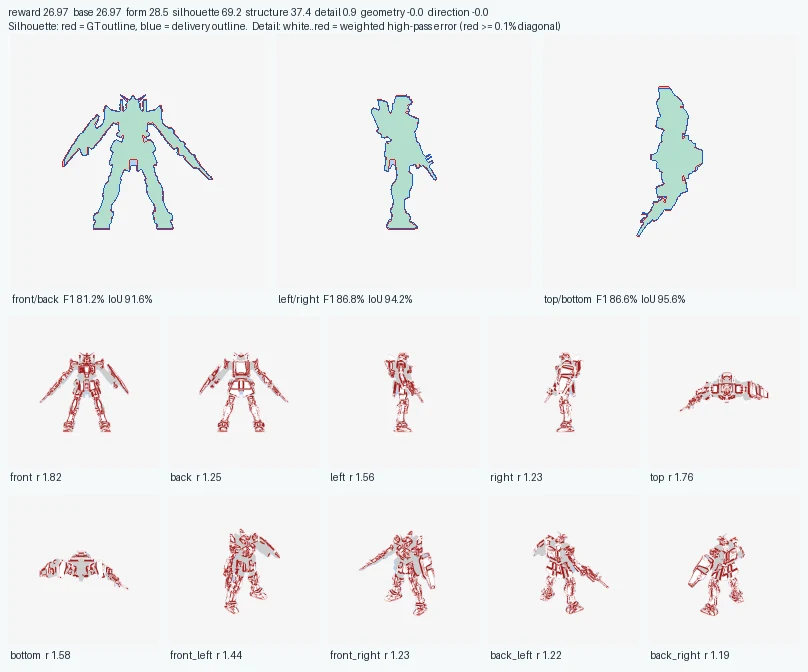 reward 26.97 base 26.97 form 28.5 silhouette 69.2 structure 37.4 detail 0.9 geometry -0.0 direction -0.0
Silhouette: red = GT outline, blue = delivery outline. Detail: white..red = weighted high-pass error (red >= 0.1% diagonal)
front/back F1 81.2% IoU 91.6%
left/right F1 86.8% IoU 94.2%
top/bottom F1 86.6% IoU 95.6%
front r 1.82
back r 1.25
left r 1.56
right r 1.23
top r 1.76
bottom r 1.58
front_left r 1.44
front_right r 1.23
back_left r 1.22
back_right r 1.19